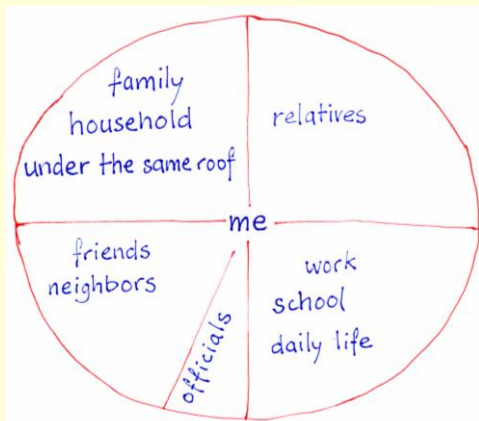 family
household
under the same roof
relatives
me
friends
neighbors
officials
work
school
daily life